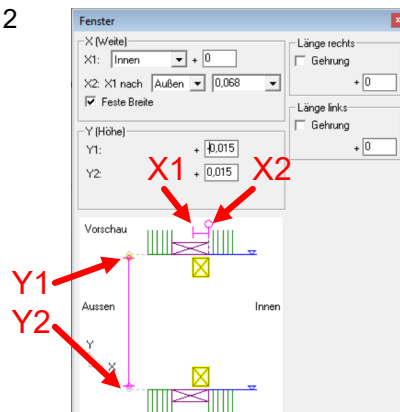 2
Fenster
X (Weite)
X1: Innen + 0
X2: X1 nach Außen 0,068
Feste Breite
Länge rechts
Gehrung
+ 0
Länge links
Gehrung
+ 0
Y (Höhe)
Y1: + 0,015
Y2: + 0,015
X1 X2
Vorschau
Y1
Aussen Innen
Y2
Y
X